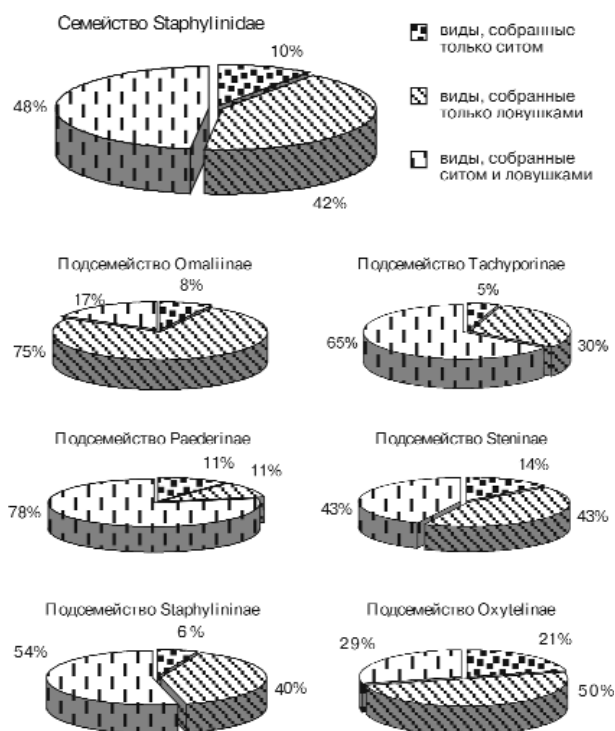 Семейство Staphylinidae
10%
48%
42%
виды, собранные
только ситом
виды, собранные
только ловушками
виды, собранные
ситом и ловушками
Подсемейство Omaliinae
8%
17%
75%
Подсемейство Tachyporinae
5%
65%
30%
Подсемейство Paederinae
11%
11%
78%
Подсемейство Steninae
14%
43%
43%
Подсемейство Staphylininae
6 %
54%
40%
Подсемейство Oxytelinae
29%
21%
50%